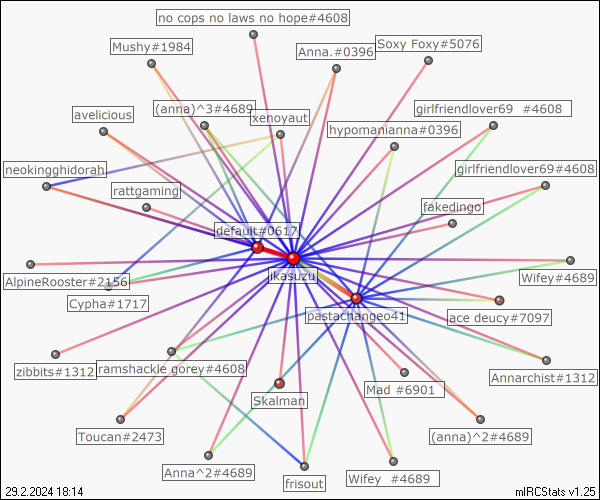 no cops no laws no hope#4608
Mushy#1984
Anna.#0396
Soxy Foxy#5076
avelicious
(anna)^3#4689
xenoyaut
girlfriendlover69   #4608
hypomanianna#0396
neokingghidorah
girlfriendlover69#4608
rattgaming
fakedingo
default#0617
ikasuzu
AlpineRooster#2156
Wifey#4689
Cypha#1717
pastachangeo41
ace deucy#7097
zibbits#1312
ramshackle gorey#4608
Annarchist#1312
Skalman
Mad #6901
Toucan#2473
(anna)^2#4689
Anna^2#4689
frisout
Wifey  #4689
29.2.2024 18:14
mIRCStats v1.25